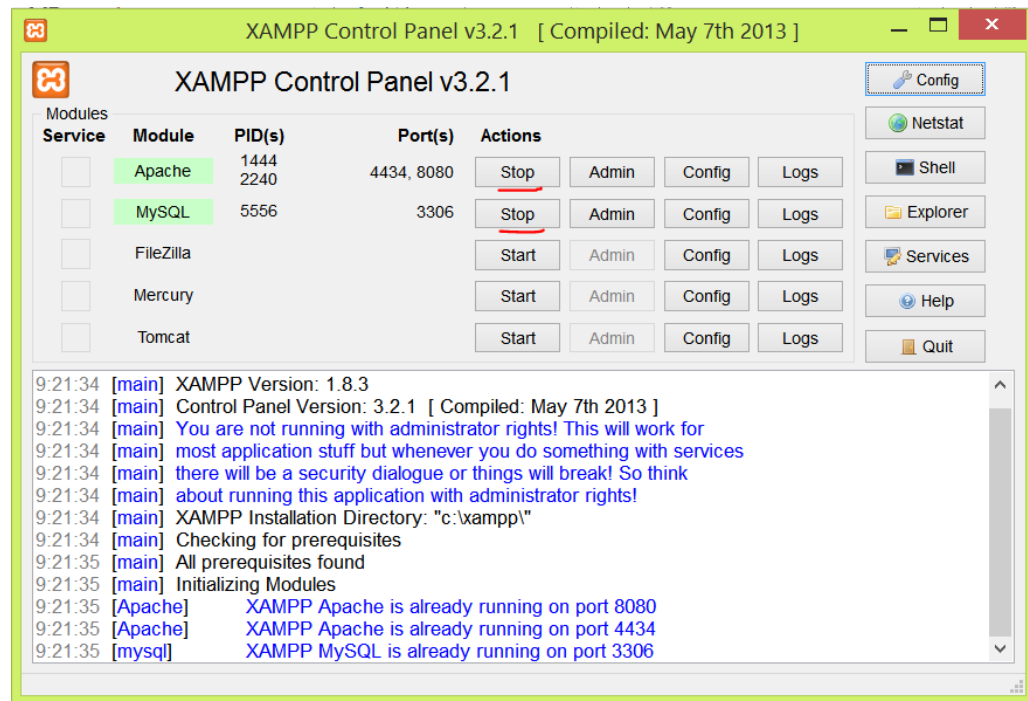 XAMPP Control Panel v3.2.1 [ Compiled: May 7th 2013 ]
XAMPP Control Panel v3.2.1
Config
Modules
Service Module PID(s) Port(s) Actions
Netstat
Apache 1444 2240 4434, 8080 Stop Admin Config Logs
Shell
MySQL 5556 3306 Stop Admin Config Logs
Explorer
FileZilla Start Admin Config Logs
Services
Mercury Start Admin Config Logs
Help
Tomcat Start Admin Config Logs
Quit
9:21:34 [main] XAMPP Version: 1.8.3
9:21:34 [main] Control Panel Version: 3.2.1 [ Compiled: May 7th 2013 ]
9:21:34 [main] You are not running with administrator rights! This will work for
9:21:34 [main] most application stuff but whenever you do something with services
9:21:34 [main] there will be a security dialogue or things will break! So think
9:21:34 [main] about running this application with administrator rights!
9:21:34 [main] XAMPP Installation Directory: "c:\xampp\"
9:21:34 [main] Checking for prerequisites
9:21:35 [main] All prerequisites found
9:21:35 [main] Initializing Modules
9:21:35 [Apache] XAMPP Apache is already running on port 8080
9:21:35 [Apache] XAMPP Apache is already running on port 4434
9:21:35 [mysql] XAMPP MySQL is already running on port 3306